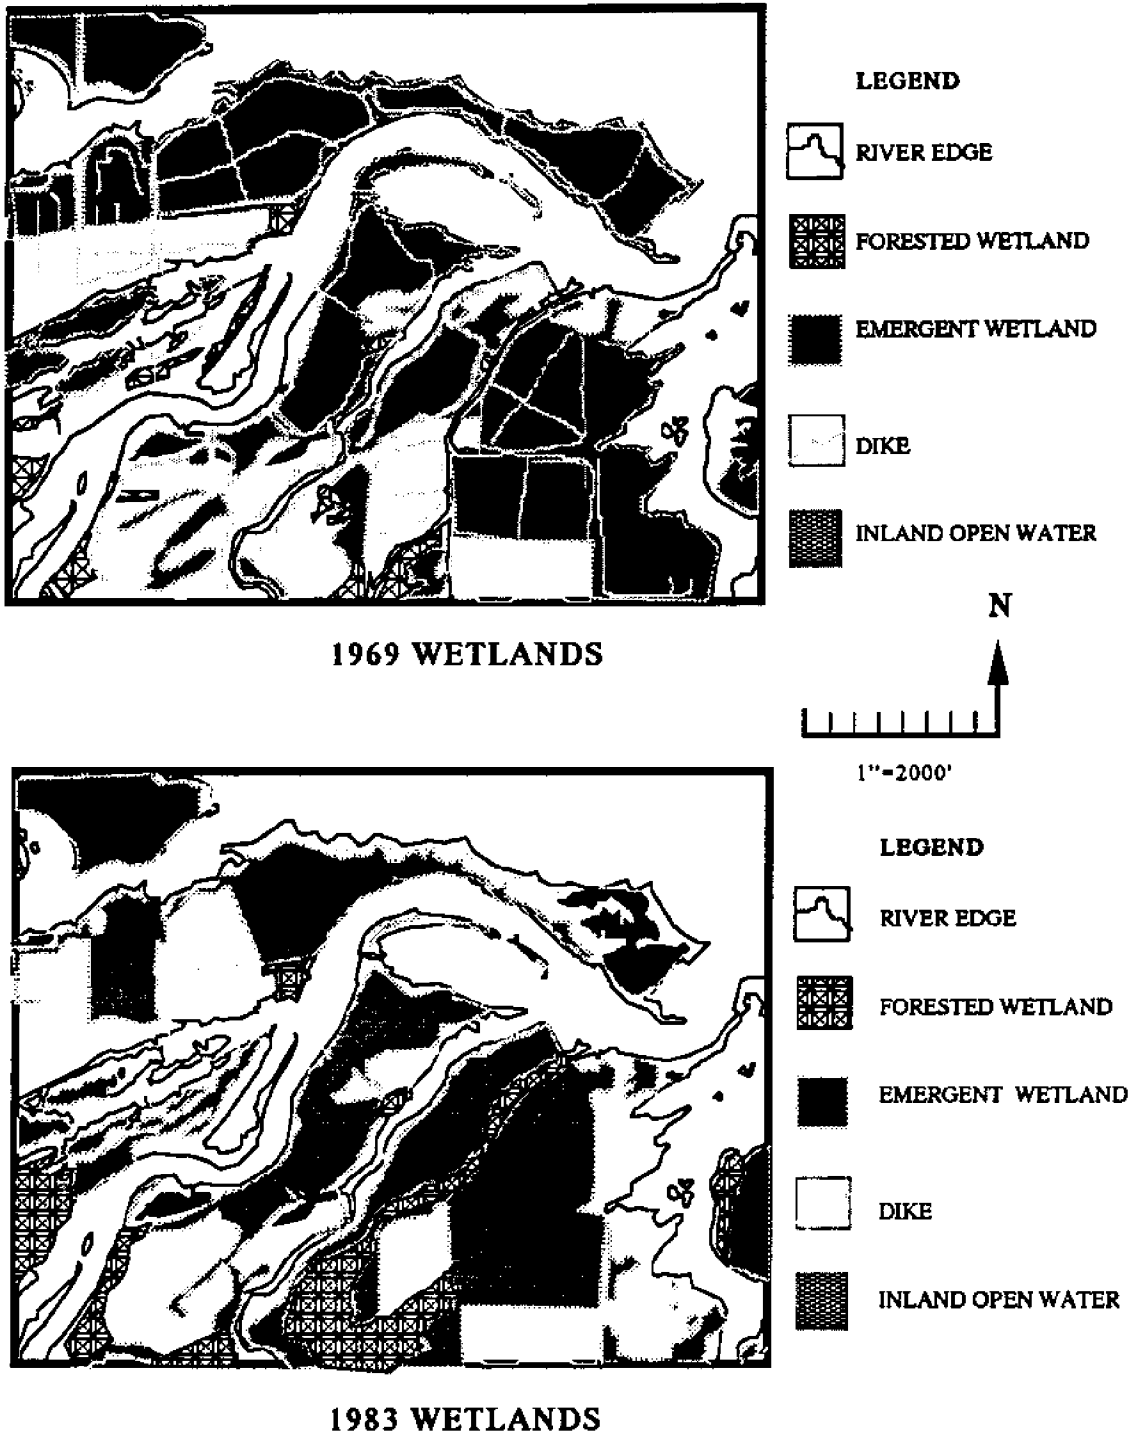 LEGEND
RIVER EDGE
FORESTED WETLAND
EMERGENT WETLAND
DIKE
INLAND OPEN WATER
N
1969 WETLANDS
1"=2000'
LEGEND
RIVER EDGE
FORESTED WETLAND
EMERGENT WETLAND
DIKE
INLAND OPEN WATER
1983 WETLANDS